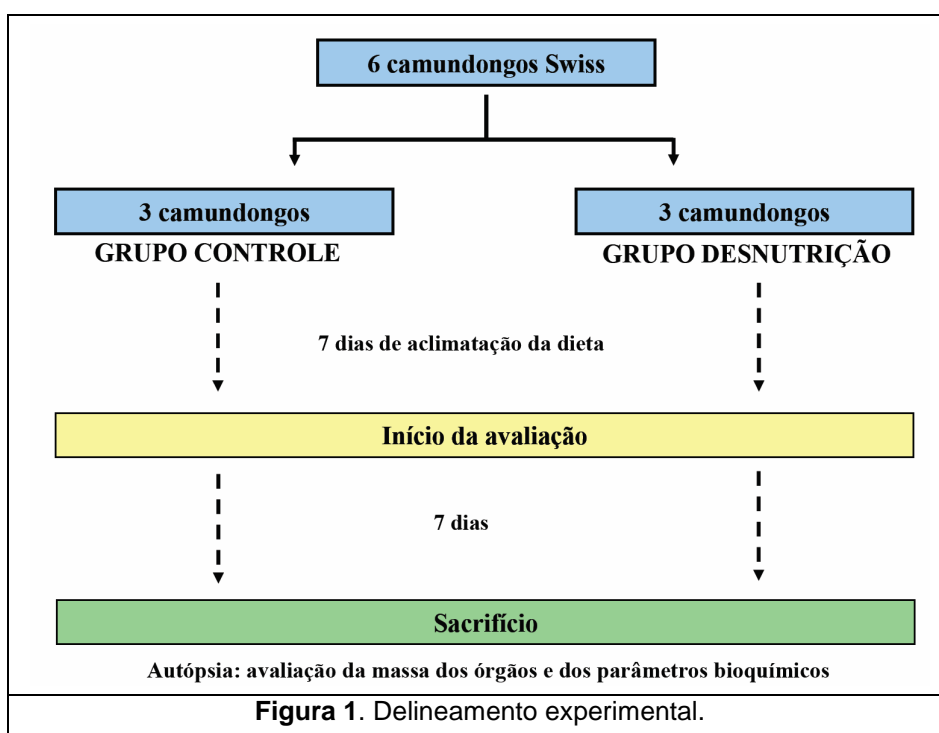 6 camundongos Swiss
3 camundongos
GRUPO CONTROLE
3 camundongos
GRUPO DESNUTRIÇÃO
7 dias de aclimatação da dieta
Início da avaliação
7 dias
Sacrifício
Autópsia: avaliação da massa dos órgãos e dos parâmetros bioquímicos
Figura 1. Delineamento experimental.